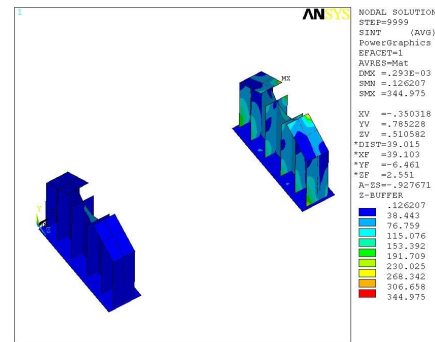 1
ANSYS
NODAL SOLUTION
STEP=9999
SINT (AVG)
PowerGraphics
EFACET=1
AVRES=Mat
DMX =.293E-03
SMN =.126207
SMX =344.975
XV =-.350318
YV =-.785228
ZV =.510582
*DIST=39.015
*XF =39.103
*YF =-6.461
*ZF =2.551
A-ZS=-.927671
Z-BUFFER
.126207
38.443
76.759
115.076
153.392
191.709
230.025
268.342
306.658
344.975
MX
Y